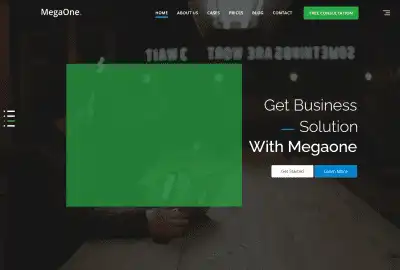 MegaOne.
HOME ABOUT US CASES PRICES BLOG CONTACT FREE CONSULTATION
Get Business
Solution
With Megaone
Get Started Learn More